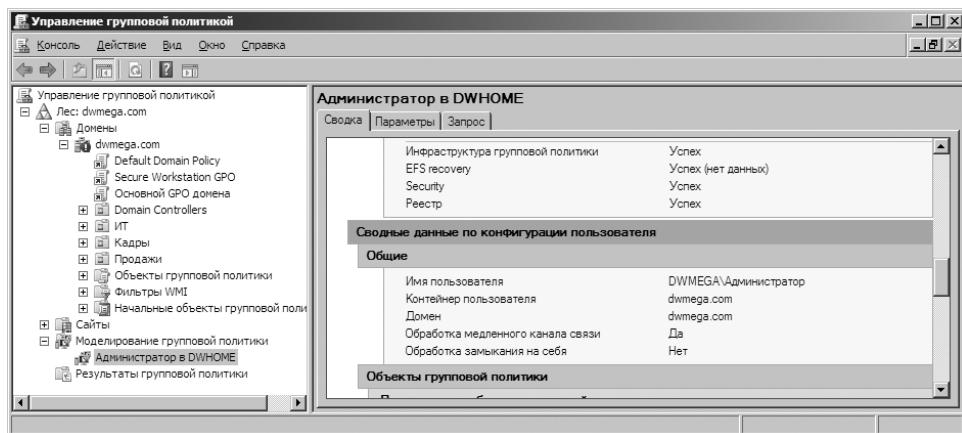 Управление групповой политикой
Консоль Действие Вид Окно Справка
Управление групповой политикой
Лес: dwmega.com
Домены
dwmega.com
Default Domain Policy
Secure Workstation GPO
Основной GPO домена
Domain Controllers
ИТ
Кадры
Продажи
Объекты групповой политики
Фильтры WMI
Начальные объекты групповой поли
Сайты
Моделирование групповой политики
Администратор в DWHOME
Результаты групповой политики
Администратор в DWHOME
Сводка Параметры Запрос
Инфраструктура групповой политики Успех
EFS recovery Успех (нет данных)
Security Успех
Реестр Успех
Сводные данные по конфигурации пользователя
Общие
Имя пользователя DWMEGA\Администратор
Контейнер пользователя dwmega.com
Домен dwmega.com
Обработка медленного канала связи Да
Обработка замыкания на себя Нет
Объекты групповой политики